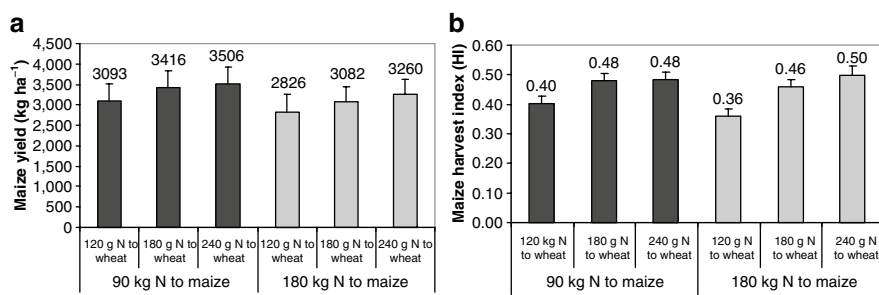 a
4,500
4,000
3,500
3,000
2,500
2,000
1,500
1,000
500
0
Maize yield (kg ha⁻¹)
3093
3416
3506
2826
3082
3260
120 g N to wheat
180 g N to wheat
240 g N to wheat
120 g N to wheat
180 g N to wheat
240 g N to wheat
90 kg N to maize
180 kg N to maize
b
0.60
0.50
0.40
0.30
0.20
0.10
0.00
Maize harvest index (HI)
0.40
0.48
0.48
0.36
0.46
0.50
120 kg N to wheat
180 g N to wheat
240 g N to wheat
120 g N to wheat
180 g N to wheat
240 g N to wheat
90 kg N to maize
180 kg N to maize